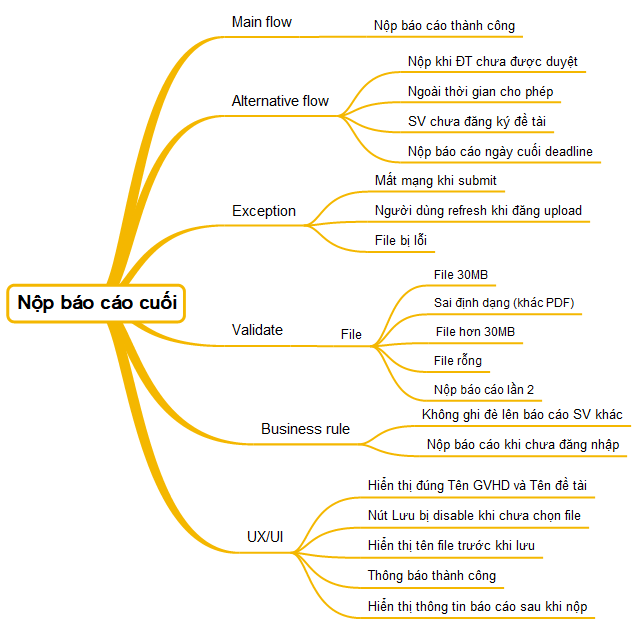 Nộp báo cáo cuối
Main flow
Nộp báo cáo thành công
Alternative flow
Nộp khi ĐT chưa được duyệt
Ngoài thời gian cho phép
SV chưa đăng ký đề tài
Nộp báo cáo ngày cuối deadline
Exception
Mất mạng khi submit
Người dùng refresh khi đăng upload
File bị lỗi
Validate
File
File 30MB
Sai định dạng (khác PDF)
File hơn 30MB
File rỗng
Nộp báo cáo lần 2
Business rule
Không ghi đè lên báo cáo SV khác
Nộp báo cáo khi chưa đăng nhập
UX/UI
Hiển thị đúng Tên GVHD và Tên đề tài
Nút Lưu bị disable khi chưa chọn file
Hiển thị tên file trước khi lưu
Thông báo thành công
Hiển thị thông tin báo cáo sau khi nộp